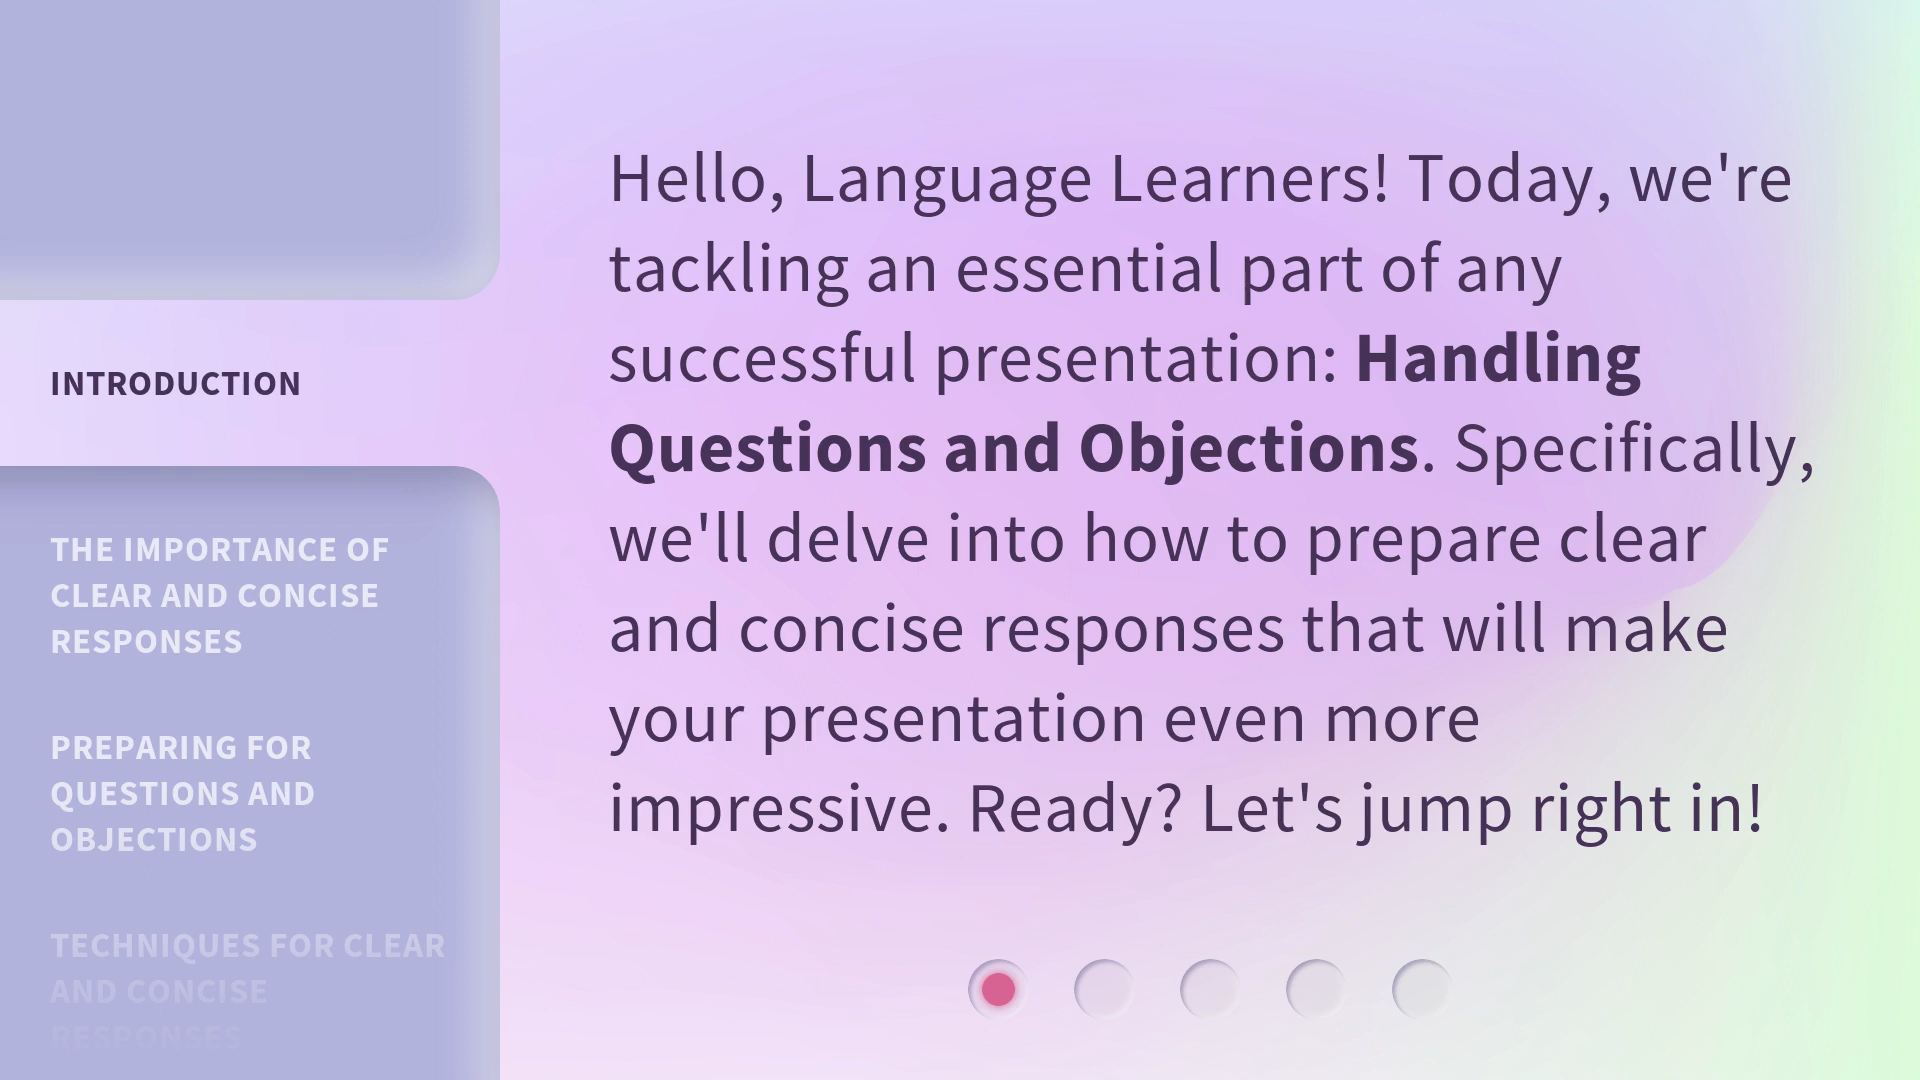 INTRODUCTION
THE IMPORTANCE OF
CLEAR AND CONCISE
RESPONSES
PREPARING FOR
QUESTIONS AND
OBJECTIONS
TECHNIQUES FOR CLEAR
AND CONCISE
RESPONSES
Hello, Language Learners! Today, we're
tackling an essential part of any
successful presentation: Handling
Questions and Objections. Specifically,
we'll delve into how to prepare clear
and concise responses that will make
your presentation even more
impressive. Ready? Let's jump right in!